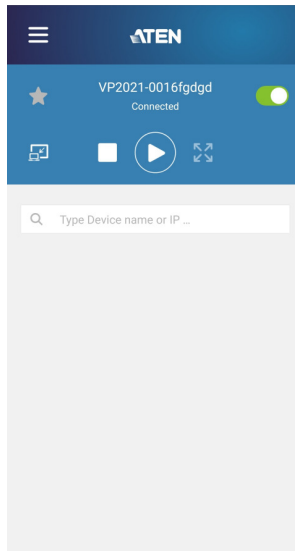 ATEN
VP2021-0016fgdgd
Connected
Type Device name or IP ...